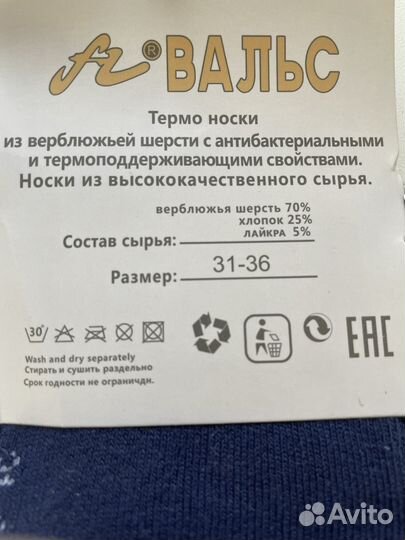 ® ВАЛЬС
Термо носки
из верблюжьей шерсти с антибактериальными
и термоподдерживающими свойствами.
Носки из высококачественного сырья.
верблюжья шерсть 70%
хлопок 25%
Состав сырья: ЛАЙКРА 5%
Размер: 31-36
30°
EAC
Wash and dry separately
Стирать и сушить раздельно
Срок годности не ограничдн.
Avito